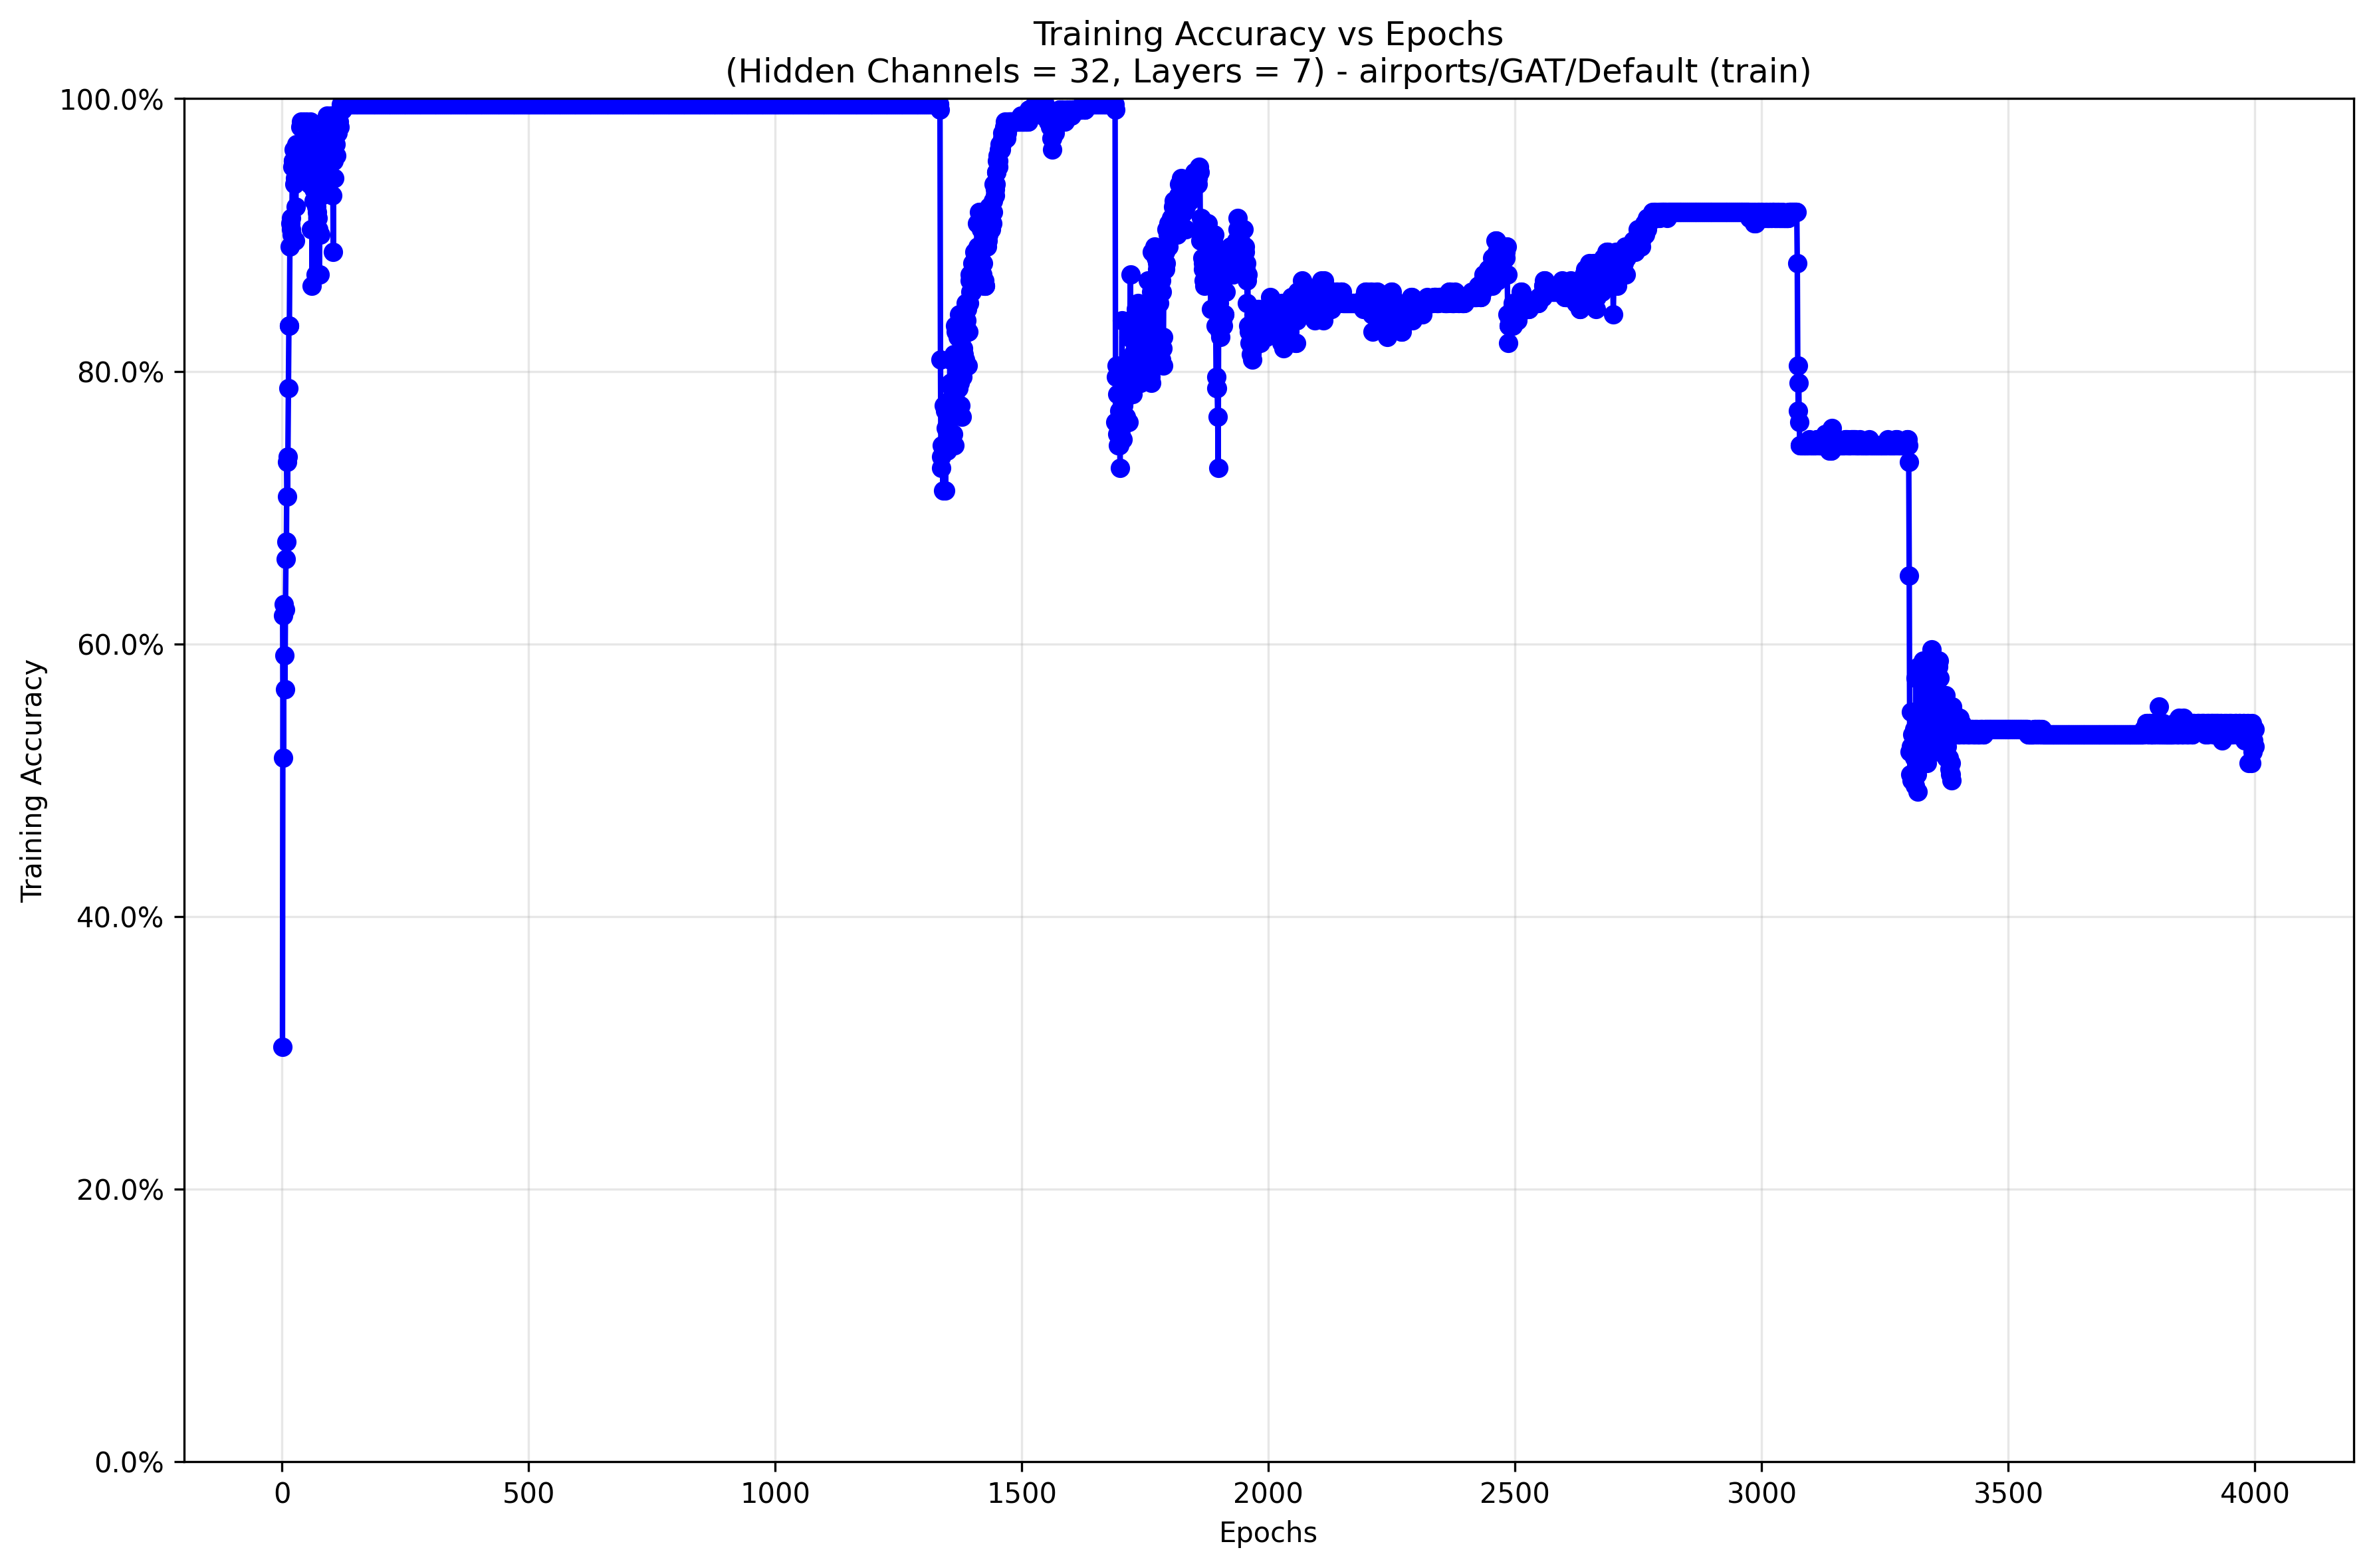 Training Accuracy vs Epochs
(Hidden Channels = 32, Layers = 7) - airports/GAT/Default (train)
100.0%
80.0%
60.0%
40.0%
20.0%
0.0%
Training Accuracy
0 500 1000 1500 2000 2500 3000 3500 4000
Epochs